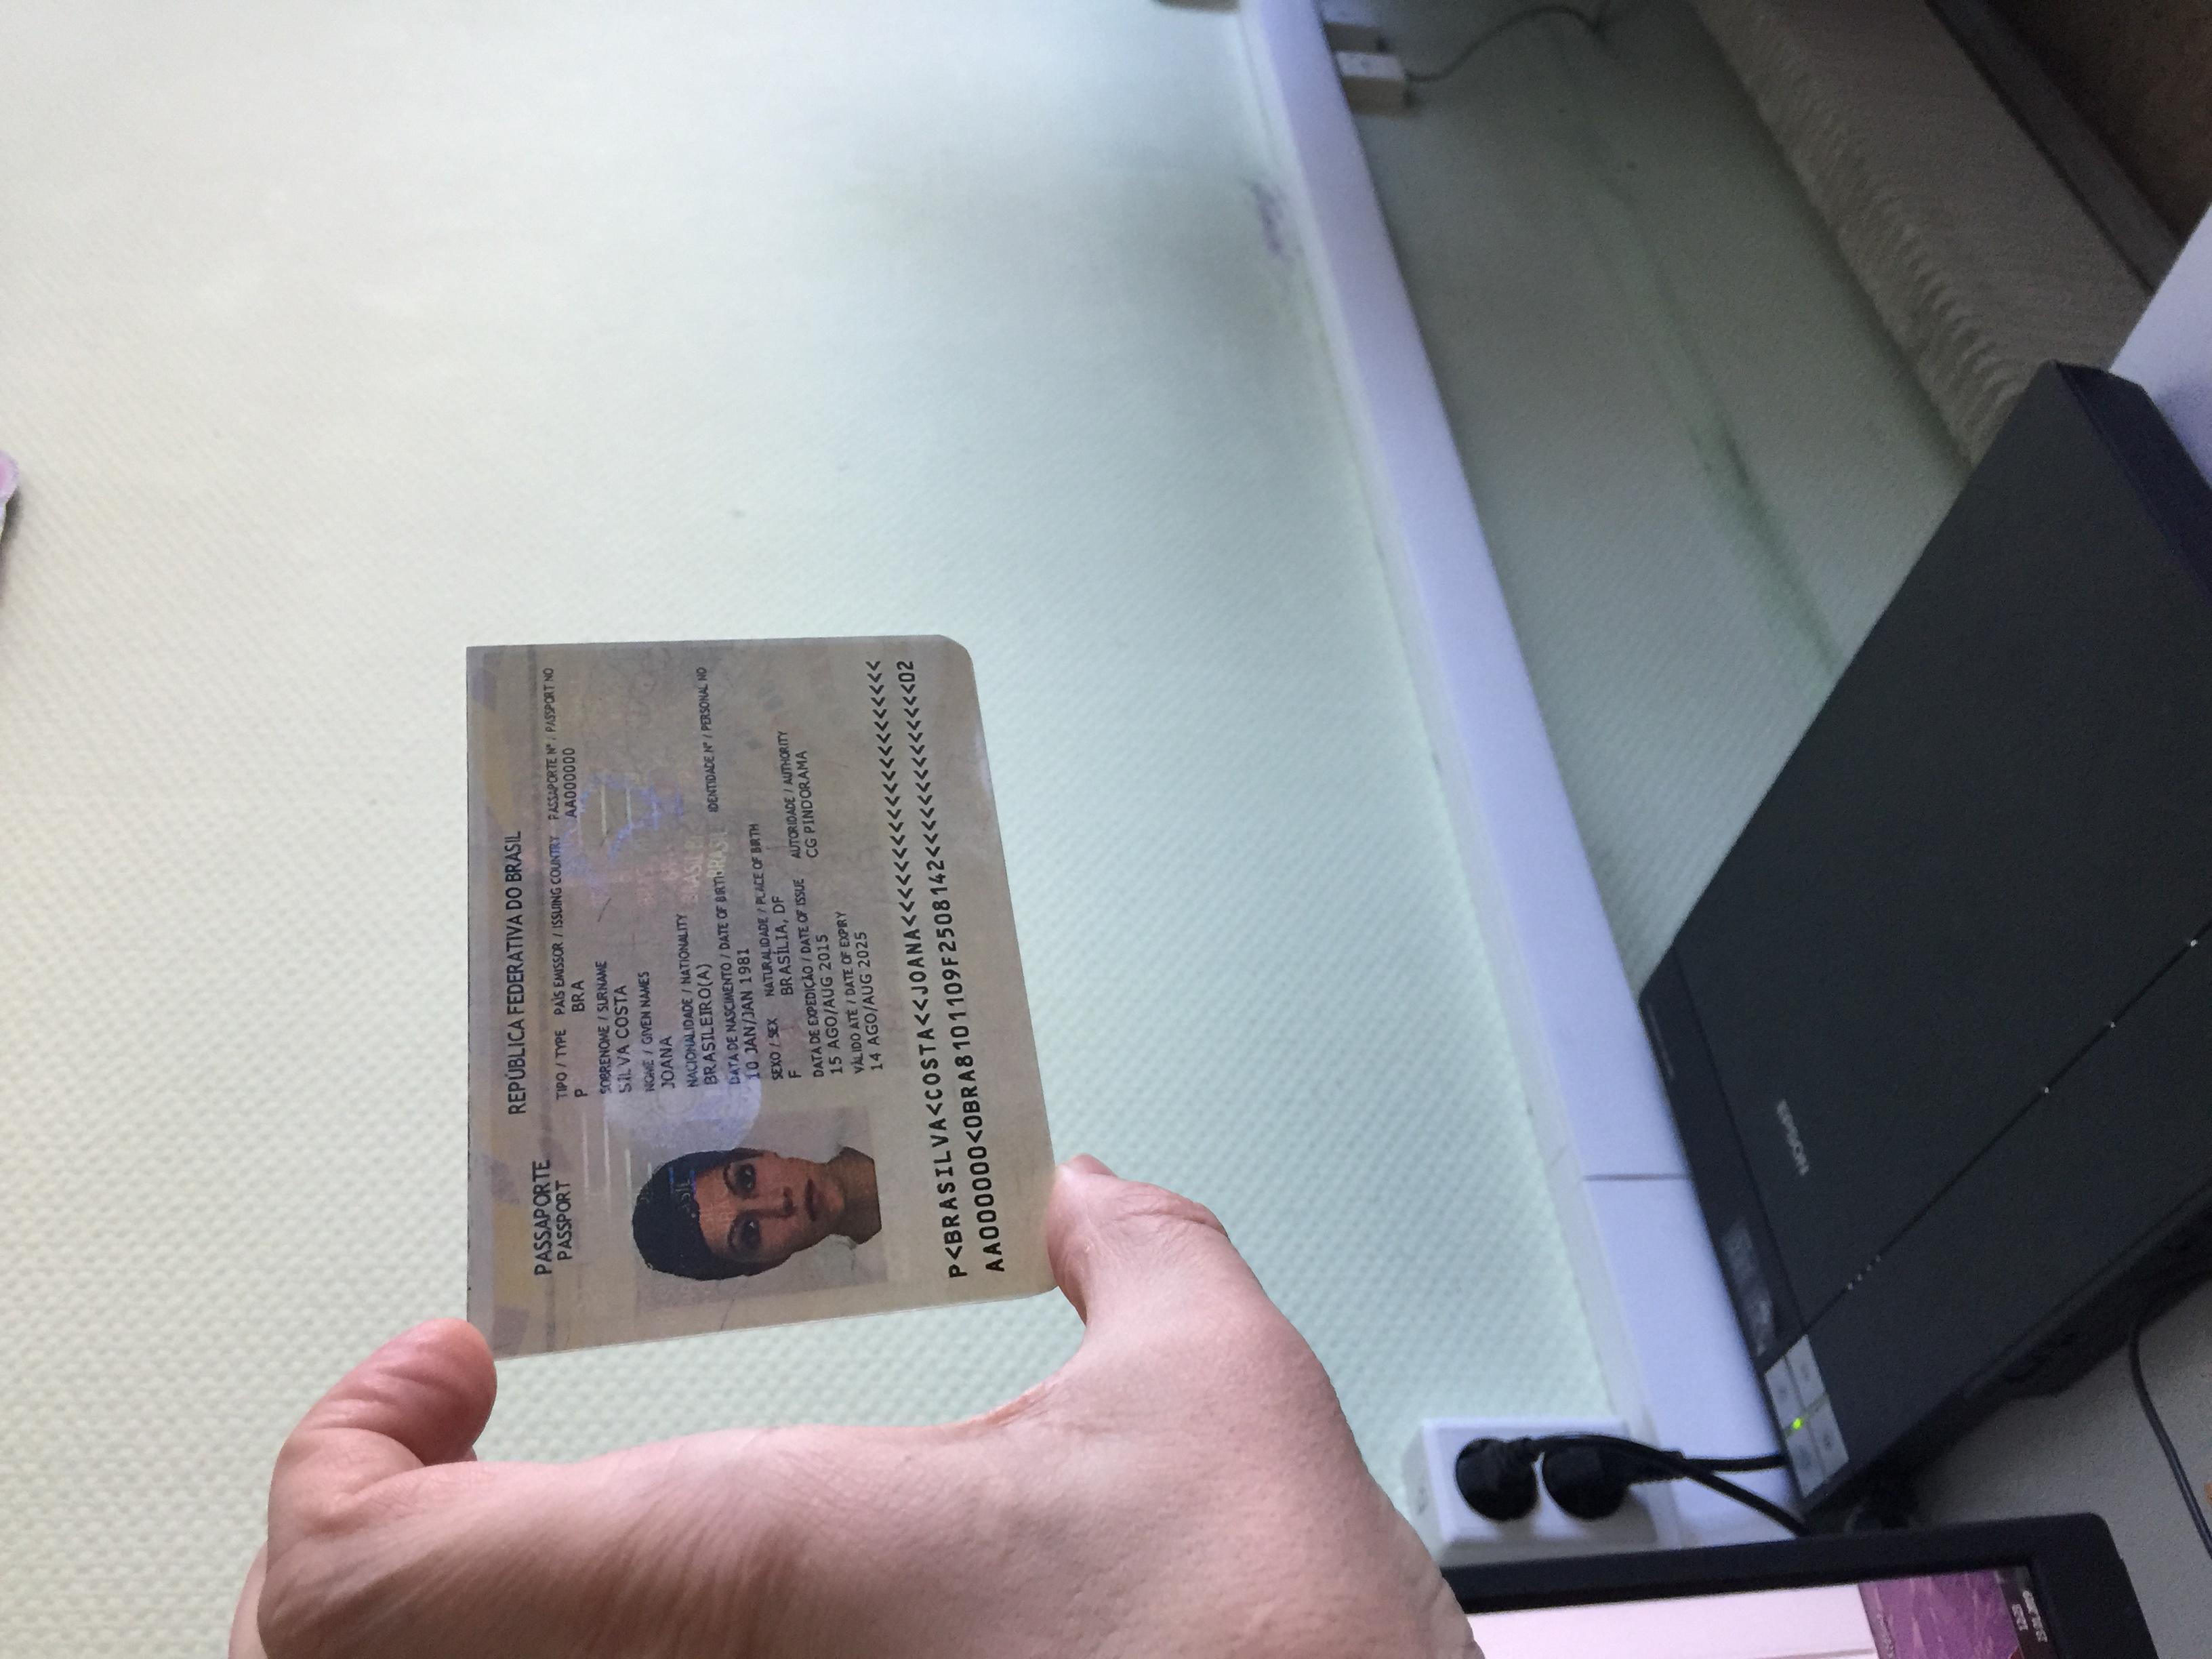 REPÚBLICA FEDERATIVA DO BRASIL
PASSAPORTE
PASSPORT
TIPO / TYPE PAÍS EMISSOR / ISSUING COUNTRY PASSAPORTE Nº / PASSPORT NO
P BRA AA000000
SOBRENOME / SURNAME
SILVA COSTA
NOME / GIVEN NAMES
JOANA
NACIONALIDADE / NATIONALITY
BRASILEIRO(A)
DATA DE NASCIMENTO / DATE OF BIRTH IDENTIDADE Nº / PERSONAL NO
10 JAN/JAN 1981
SEXO / SEX NATURALIDADE / PLACE OF BIRTH
F BRASÍLIA, DF
DATA DE EXPEDIÇÃO / DATE OF ISSUE AUTORIDADE / AUTHORITY
15 AGO/AUG 2015 CG PINDORAMA
VÁLIDO ATÉ / DATE OF EXPIRY
14 AGO/AUG 2025
P<BRASILVA<COSTA<<JOANA<<<<<<<<<<<<<<<<<<<<<
AA000000<0BRA8101109F2508142<<<<<<<<<<<<<<02
BRASIL
EPSON